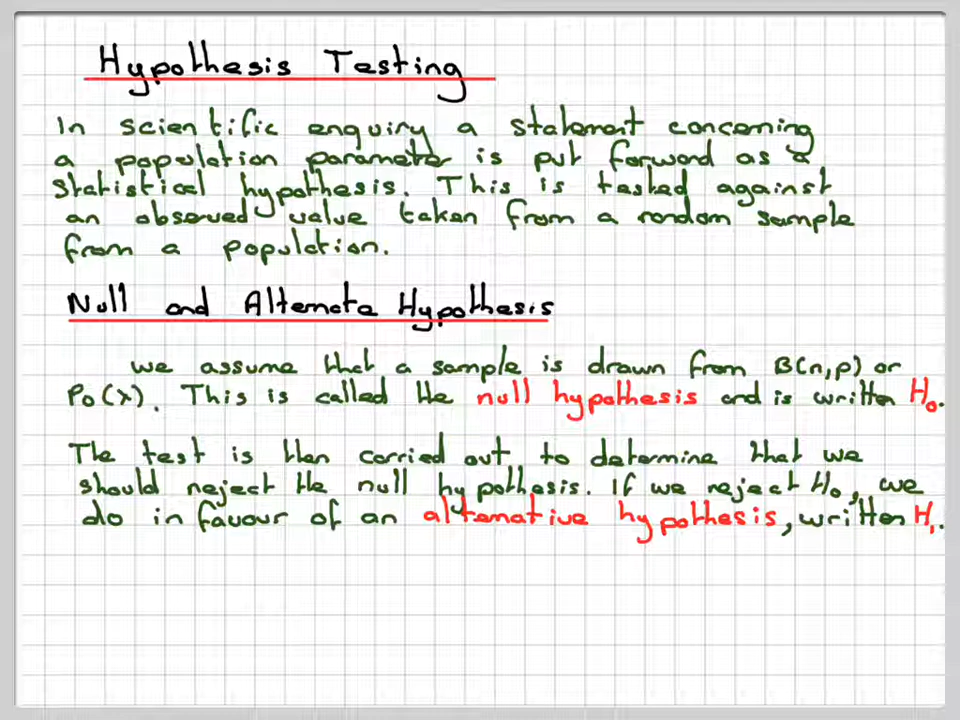 Hypothesis Testing
In scientific enquiry a statement concerning
a population parameter is put forward as a
statistical hypothesis. This is tested against
an observed value taken from a random sample
from a population.
Null and Alternate Hypothesis
we assume that a sample is drawn from B(n,p) or
Po(λ). This is called the null hypothesis and is written H₀.
The test is then carried out to determine that we
should reject the null hypothesis. If we reject H₀, we
do in favour of an alternative hypothesis, written H₁.